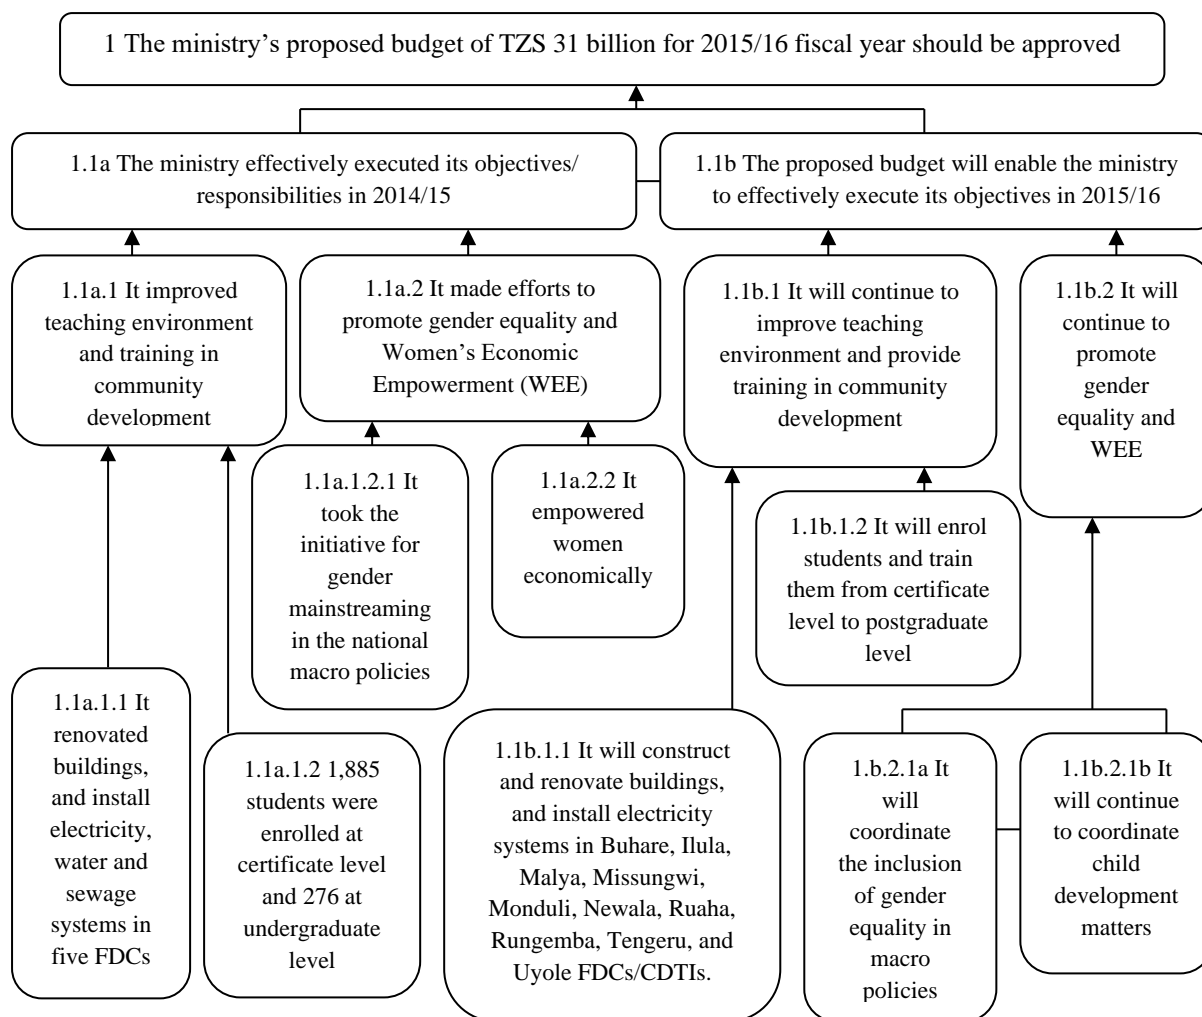 1 The ministry’s proposed budget of TZS 31 billion for 2015/16 fiscal year should be approved
1.1a The ministry effectively executed its objectives/
responsibilities in 2014/15
1.1b The proposed budget will enable the ministry
to effectively execute its objectives in 2015/16
1.1a.1 It improved
teaching environment
and training in
community
development
1.1a.2 It made efforts to
promote gender equality and
Women’s Economic
Empowerment (WEE)
1.1b.1 It will continue to
improve teaching
environment and provide
training in community
development
1.1b.2 It will
continue to
promote
gender
equality and
WEE
1.1a.1.2.1 It
took the
initiative for
gender
mainstreaming
in the national
macro policies
1.1a.2.2 It
empowered
women
economically
1.1b.1.2 It will enrol
students and train
them from certificate
level to postgraduate
level
1.1a.1.1 It
renovated
buildings,
and install
electricity,
water and
sewage
systems in
five FDCs
1.1a.1.2 1,885
students were
enrolled at
certificate level
and 276 at
undergraduate
level
1.1b.1.1 It will construct
and renovate buildings,
and install electricity
systems in Buhare, Ilula,
Malya, Missungwi,
Monduli, Newala, Ruaha,
Rungemba, Tengeru, and
Uyole FDCs/CDTIs.
1.b.2.1a It
will
coordinate
the inclusion
of gender
equality in
macro
policies
1.1b.2.1b It
will continue
to coordinate
child
development
matters